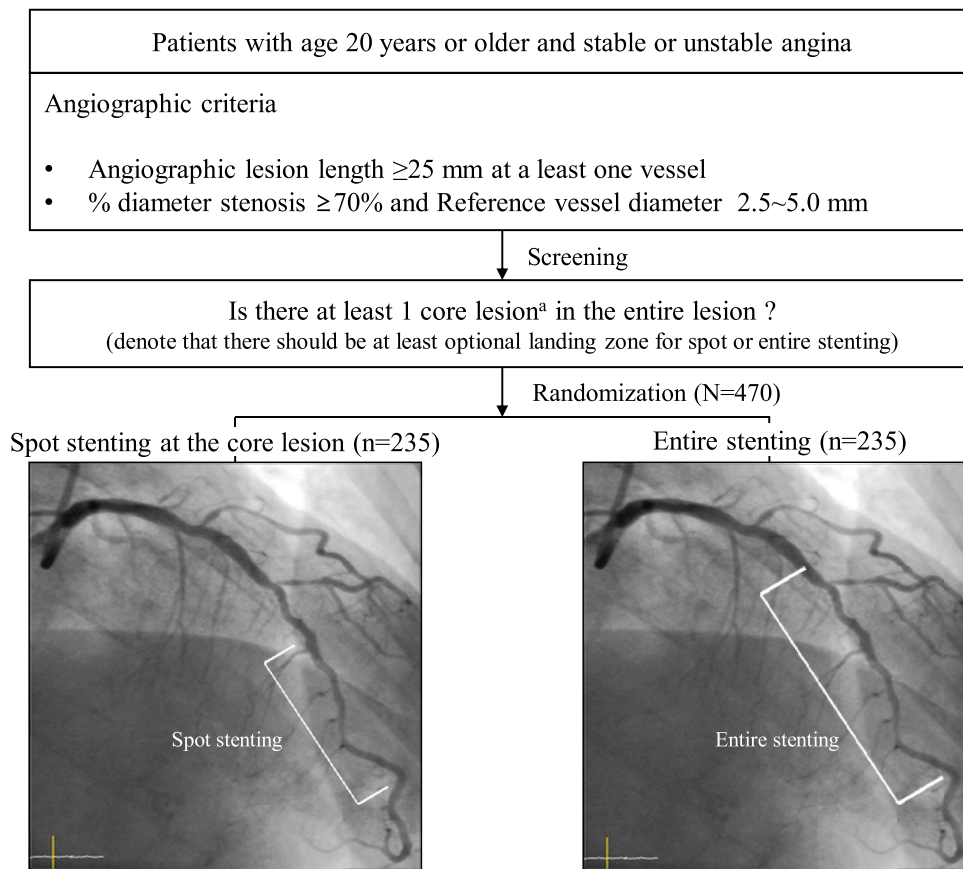 Patients with age 20 years or older and stable or unstable angina
Angiographic criteria
• Angiographic lesion length ≥25 mm at a least one vessel
• % diameter stenosis ≥70% and Reference vessel diameter 2.5~5.0 mm
Screening
Is there at least 1 core lesionᵃ in the entire lesion ?
(denote that there should be at least optional landing zone for spot or entire stenting)
Randomization (N=470)
Spot stenting at the core lesion (n=235)
Entire stenting (n=235)
Spot stenting
Entire stenting